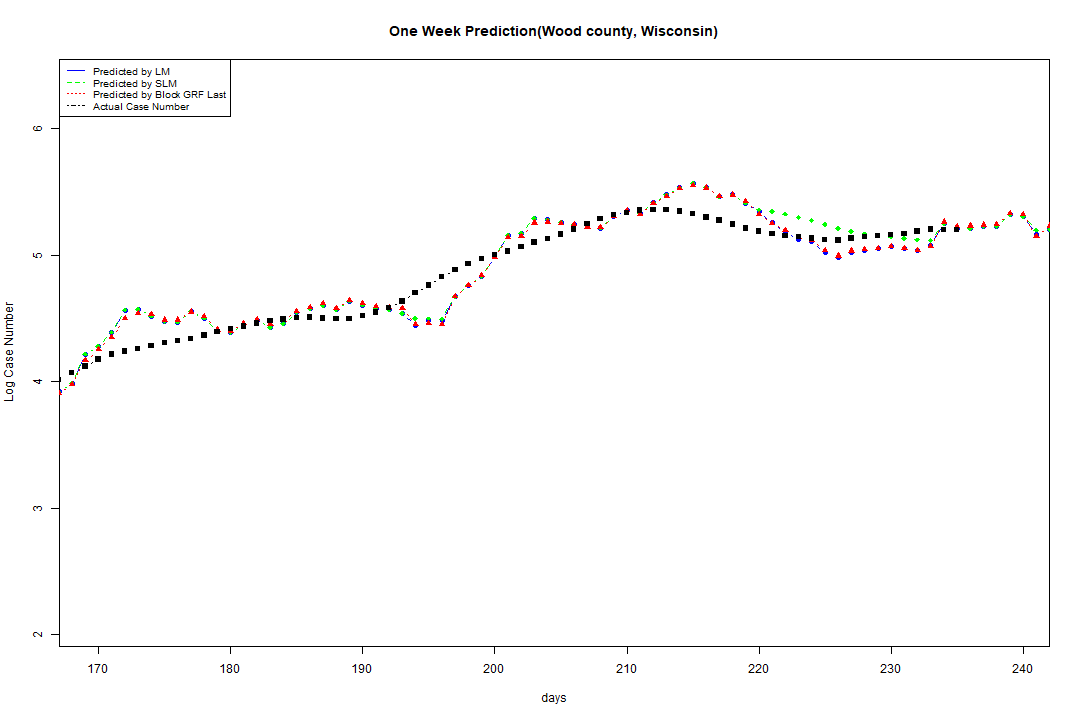 One Week Prediction(Wood county, Wisconsin)
Predicted by LM
Predicted by SLM
Predicted by Block GRF Last
Actual Case Number
6
5
4
3
2
Log Case Number
170 180 190 200 210 220 230 240
days